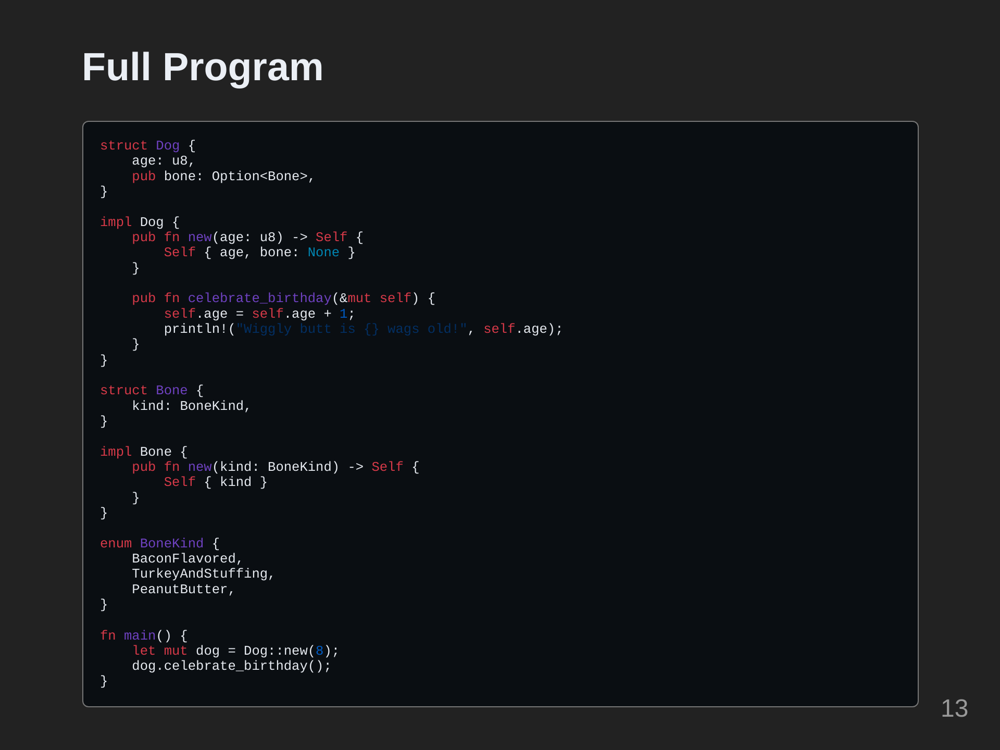 Full Program
struct Dog {
    age: u8,
    pub bone: Option<Bone>,
}

impl Dog {
    pub fn new(age: u8) -> Self {
        Self { age, bone: None }
    }

    pub fn celebrate_birthday(&mut self) {
        self.age = self.age + 1;
        println!("Wiggly butt is {} wags old!", self.age);
    }
}

struct Bone {
    kind: BoneKind,
}

impl Bone {
    pub fn new(kind: BoneKind) -> Self {
        Self { kind }
    }
}

enum BoneKind {
    BaconFlavored,
    TurkeyAndStuffing,
    PeanutButter,
}

fn main() {
    let mut dog = Dog::new(8);
    dog.celebrate_birthday();
}
13